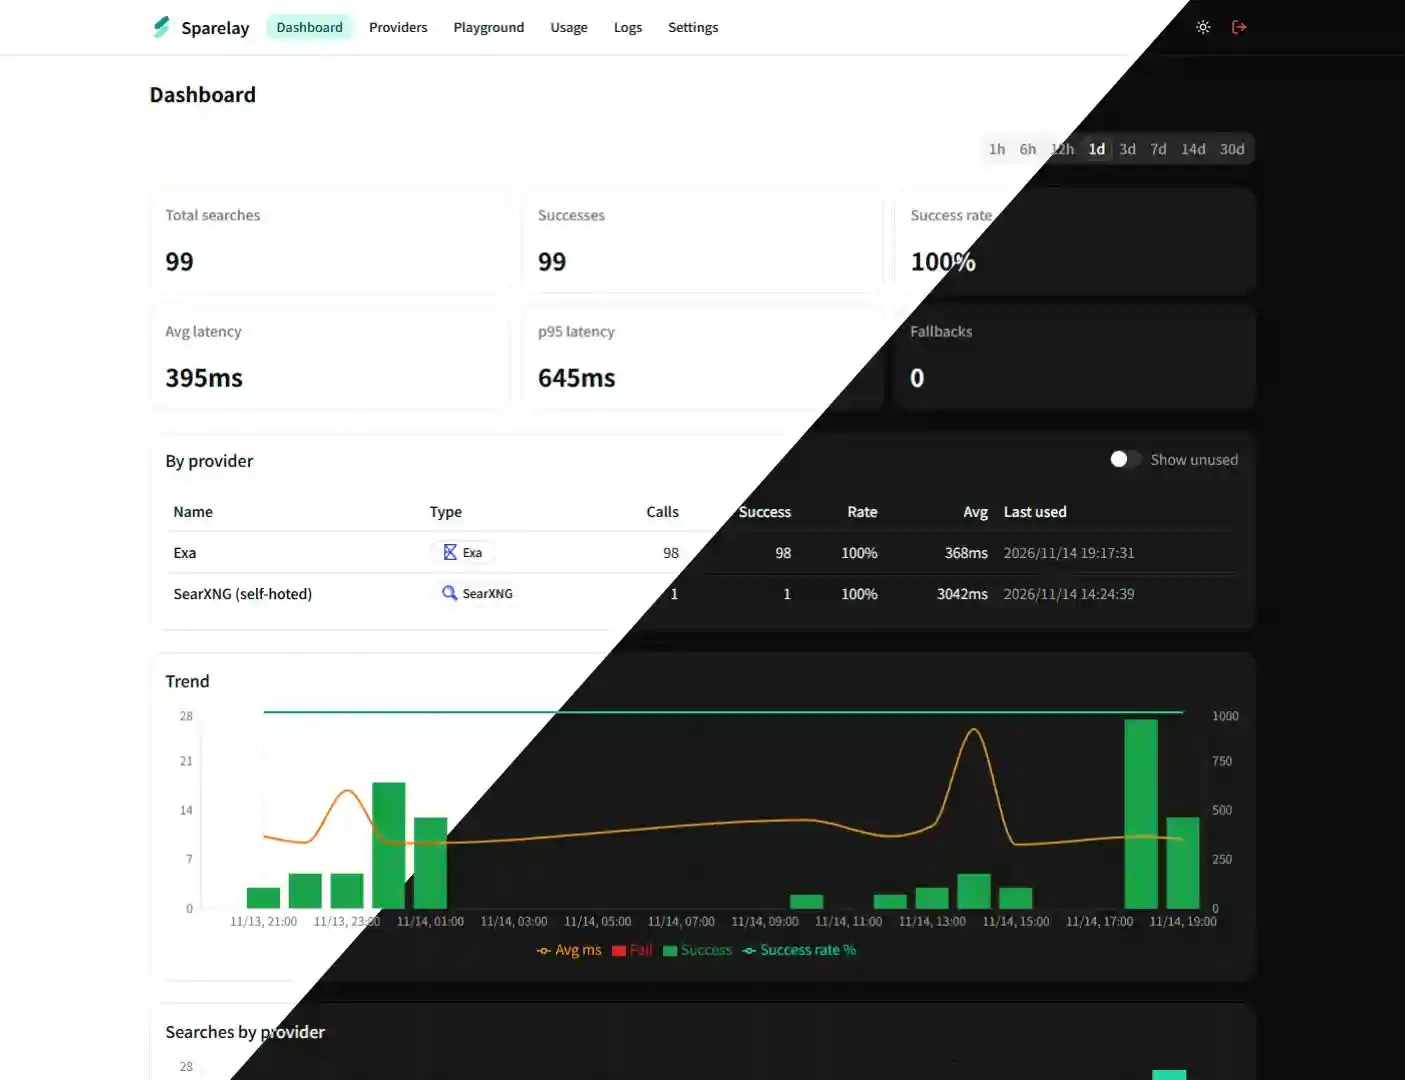 Sparelay Dashboard Providers Playground Usage Logs Settings
Dashboard
1h 6h 12h 1d 3d 7d 14d 30d
Total searches
99
Successes
99
Success rate
100%
Avg latency
395ms
p95 latency
645ms
Fallbacks
0
By provider
Show unused
Name Type Calls Success Rate Avg Last used
Exa Exa 98 98 100% 368ms 2026/11/14 19:17:31
SearXNG (self-hoted) SearXNG 1 1 100% 3042ms 2026/11/14 14:24:39
Trend
28 1000
21 750
14 500
7 250
0 0
11/13, 21:00 11/13, 23:00 11/14, 01:00 11/14, 03:00 11/14, 05:00 11/14, 07:00 11/14, 09:00 11/14, 11:00 11/14, 13:00 11/14, 15:00 11/14, 17:00 11/14, 19:00
Avg ms Fail Success Success rate %
Searches by provider
28